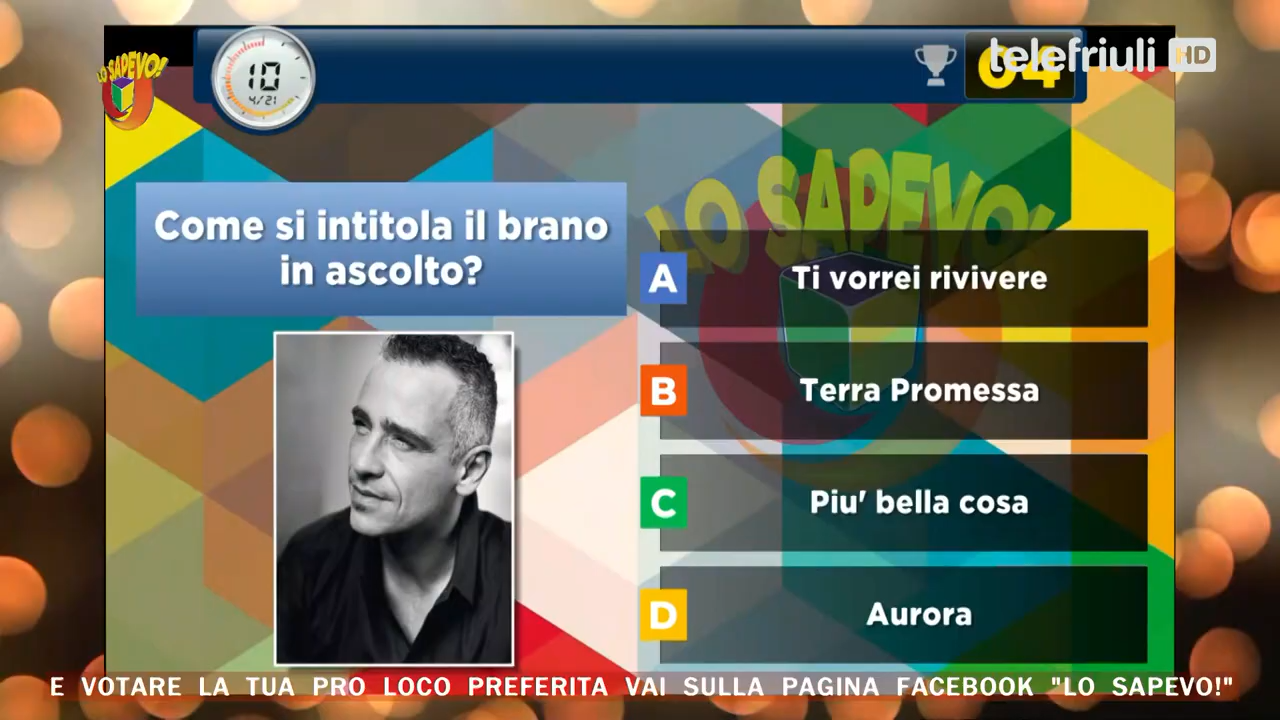 LO SAPEVO!
10
4/21
04
telefriuli HD
Come si intitola il brano
in ascolto?
LO SAPEVO!
A Ti vorrei rivivere
B Terra Promessa
C Piu' bella cosa
D Aurora
E VOTARE LA TUA PRO LOCO PREFERITA VAI SULLA PAGINA FACEBOOK "LO SAPEVO!"